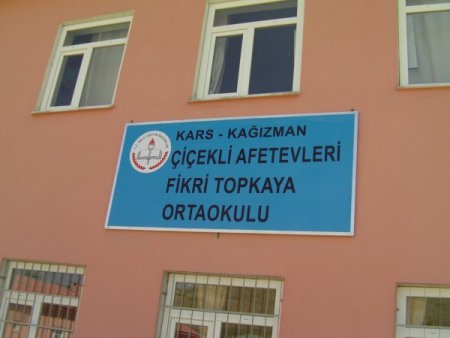 KARS - KAĞIZMAN
ÇİÇEKLİ AFETEVLERİ
FİKRİ TOPKAYA
ORTAOKULU